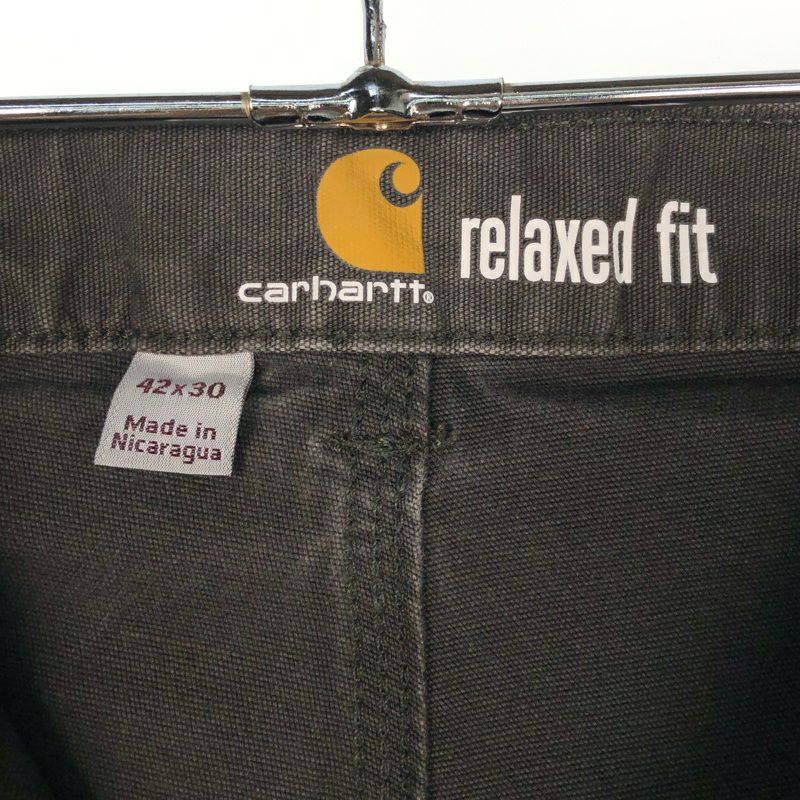 carhartt®
relaxed fit
42x30
Made in
Nicaragua